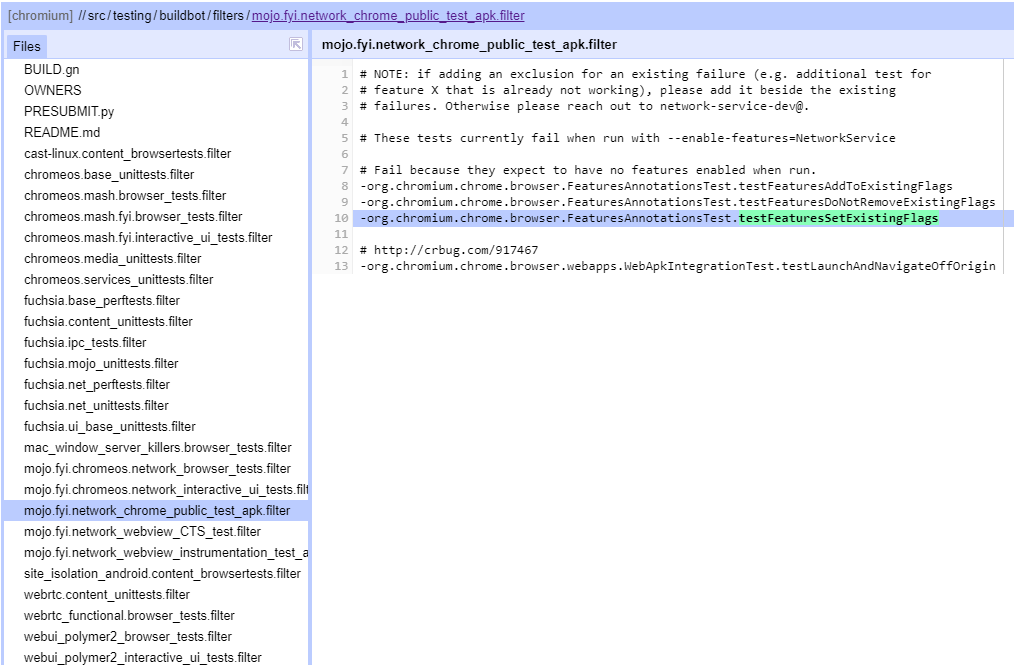 [chromium] // src / testing / buildbot / filters / mojo.fyi.network_chrome_public_test_apk.filter
Files
BUILD.gn
OWNERS
PRESUBMIT.py
README.md
cast-linux.content_browsertests.filter
chromeos.base_unittests.filter
chromeos.mash.browser_tests.filter
chromeos.mash.fyi.browser_tests.filter
chromeos.mash.fyi.interactive_ui_tests.filter
chromeos.media_unittests.filter
chromeos.services_unittests.filter
fuchsia.base_perftests.filter
fuchsia.content_unittests.filter
fuchsia.ipc_tests.filter
fuchsia.mojo_unittests.filter
fuchsia.net_perftests.filter
fuchsia.net_unittests.filter
fuchsia.ui_base_unittests.filter
mac_window_server_killers.browser_tests.filter
mojo.fyi.chromeos.network_browser_tests.filter
mojo.fyi.chromeos.network_interactive_ui_tests.filt
mojo.fyi.network_chrome_public_test_apk.filter
mojo.fyi.network_webview_CTS_test.filter
mojo.fyi.network_webview_instrumentation_test_a
site_isolation_android.content_browsertests.filter
webrtc.content_unittests.filter
webrtc_functional.browser_tests.filter
webui_polymer2_browser_tests.filter
webui_polymer2_interactive_ui_tests.filter
mojo.fyi.network_chrome_public_test_apk.filter
1 # NOTE: if adding an exclusion for an existing failure (e.g. additional test for
2 # feature X that is already not working), please add it beside the existing
3 # failures. Otherwise please reach out to network-service-dev@.
4
5 # These tests currently fail when run with --enable-features=NetworkService
6
7 # Fail because they expect to have no features enabled when run.
8 -org.chromium.chrome.browser.FeaturesAnnotationsTest.testFeaturesAddToExistingFlags
9 -org.chromium.chrome.browser.FeaturesAnnotationsTest.testFeaturesDoNotRemoveExistingFlags
10 -org.chromium.chrome.browser.FeaturesAnnotationsTest.testFeaturesSetExistingFlags
11
12 # http://crbug.com/917467
13 -org.chromium.chrome.browser.webapps.WebApkIntegrationTest.testLaunchAndNavigateOffOrigin